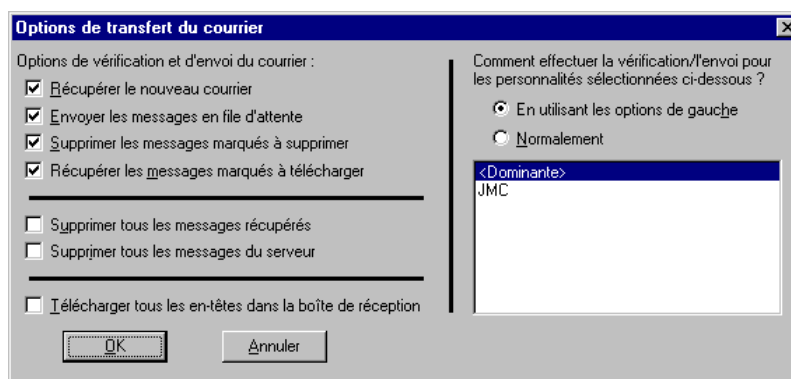 Options de transfert du courrier
Options de vérification et d'envoi du courrier :
Récupérer le nouveau courrier
Envoyer les messages en file d'attente
Supprimer les messages marqués à supprimer
Récupérer les messages marqués à télécharger
Supprimer tous les messages récupérés
Supprimer tous les messages du serveur
Télécharger tous les en-têtes dans la boîte de réception
OK
Annuler
Comment effectuer la vérification/l'envoi pour
les personnalités sélectionnées ci-dessous ?
En utilisant les options de gauche
Normalement
<Dominante>
JMC